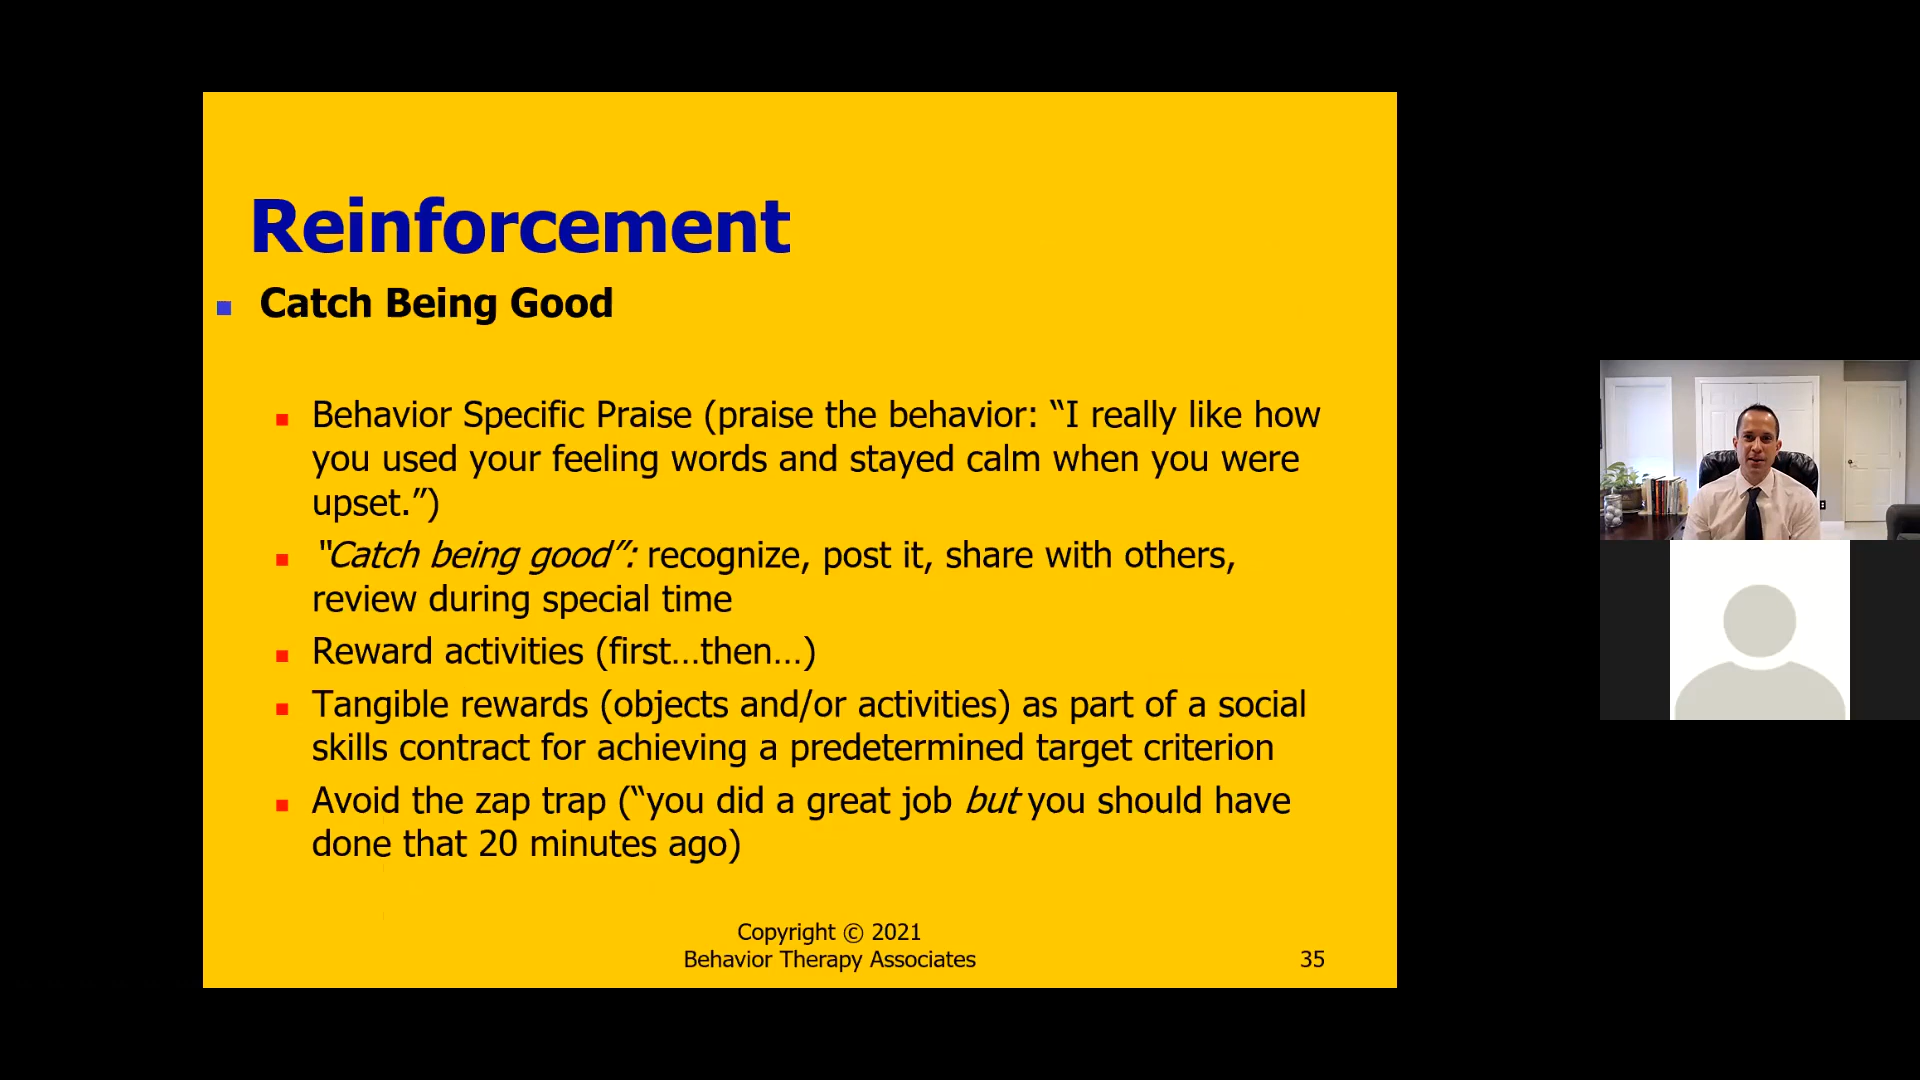 Reinforcement
Catch Being Good
Behavior Specific Praise (praise the behavior: “I really like how
you used your feeling words and stayed calm when you were
upset.”)
“Catch being good”: recognize, post it, share with others,
review during special time
Reward activities (first…then…)
Tangible rewards (objects and/or activities) as part of a social
skills contract for achieving a predetermined target criterion
Avoid the zap trap (“you did a great job but you should have
done that 20 minutes ago)
Copyright © 2021
Behavior Therapy Associates
35